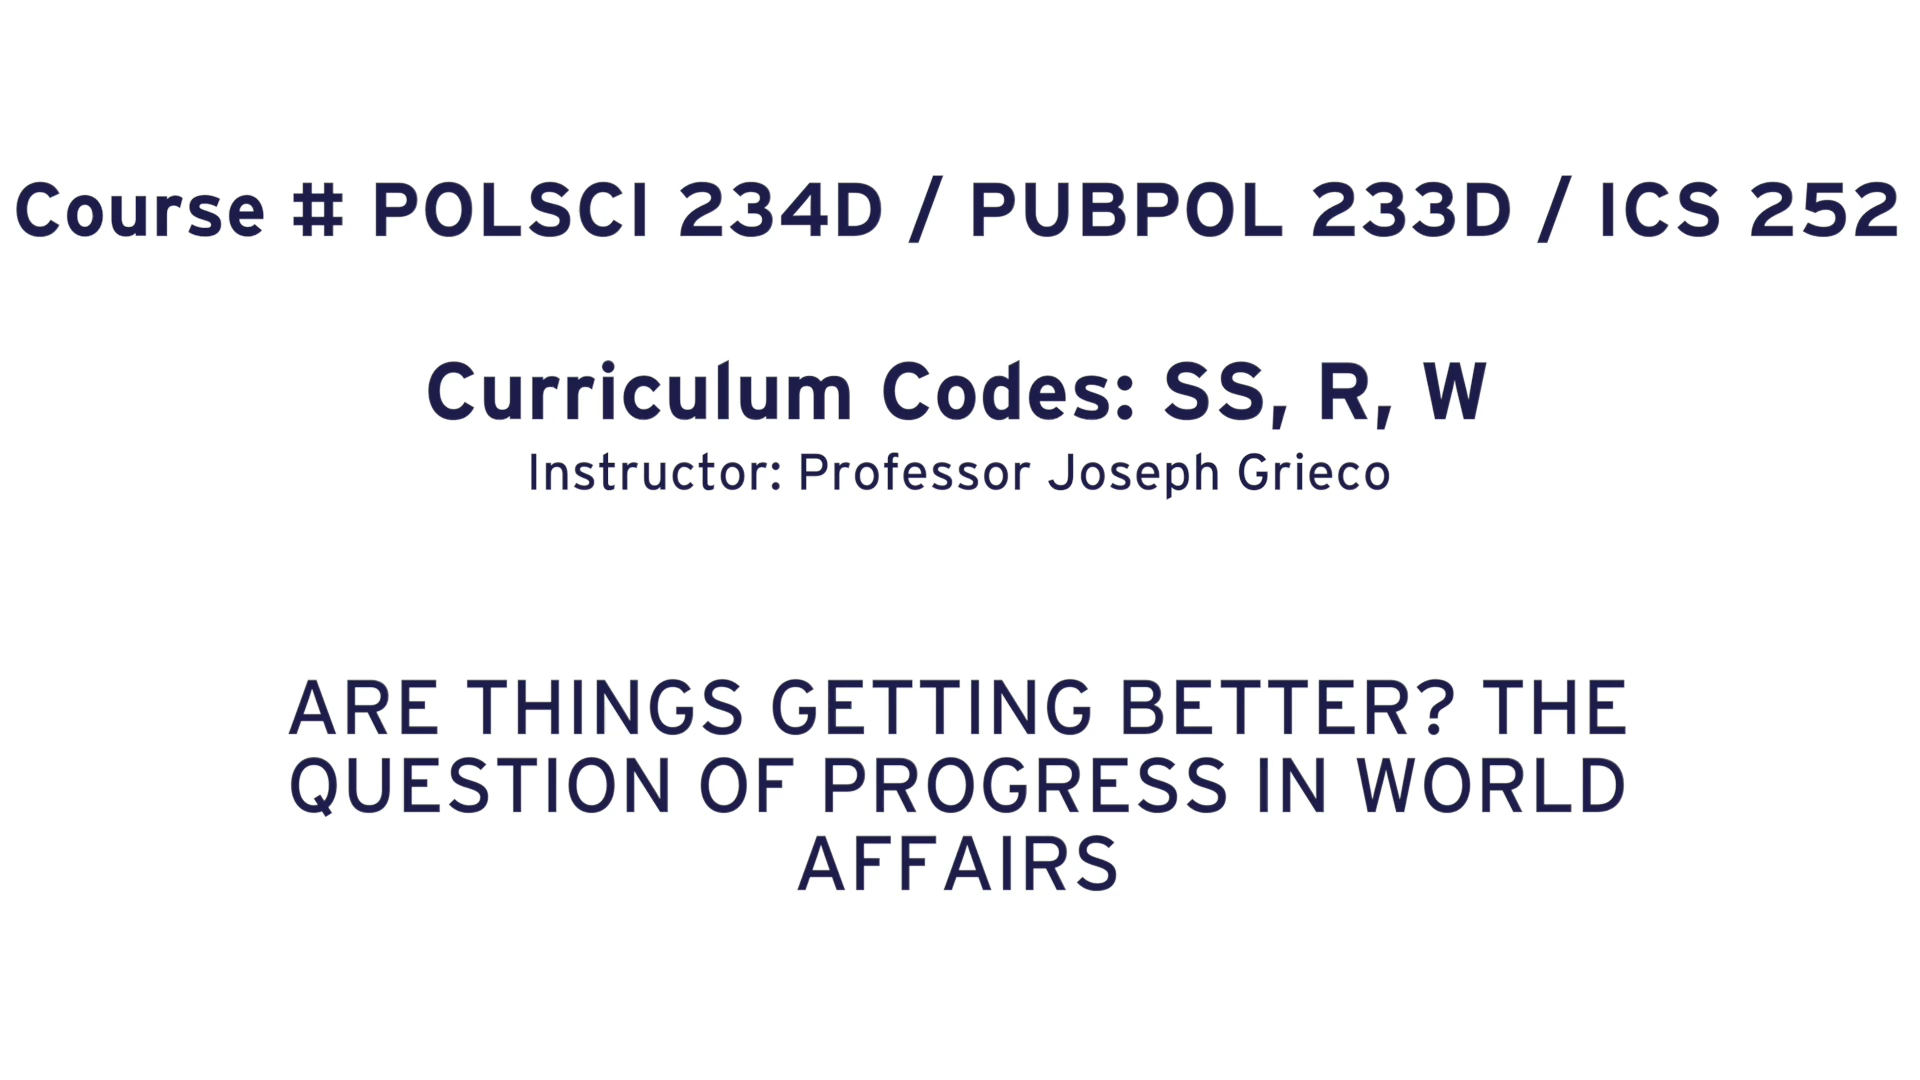 Course # POLSCI 234D / PUBPOL 233D / ICS 252
Curriculum Codes: SS, R, W
Instructor: Professor Joseph Grieco
ARE THINGS GETTING BETTER? THE
QUESTION OF PROGRESS IN WORLD
AFFAIRS